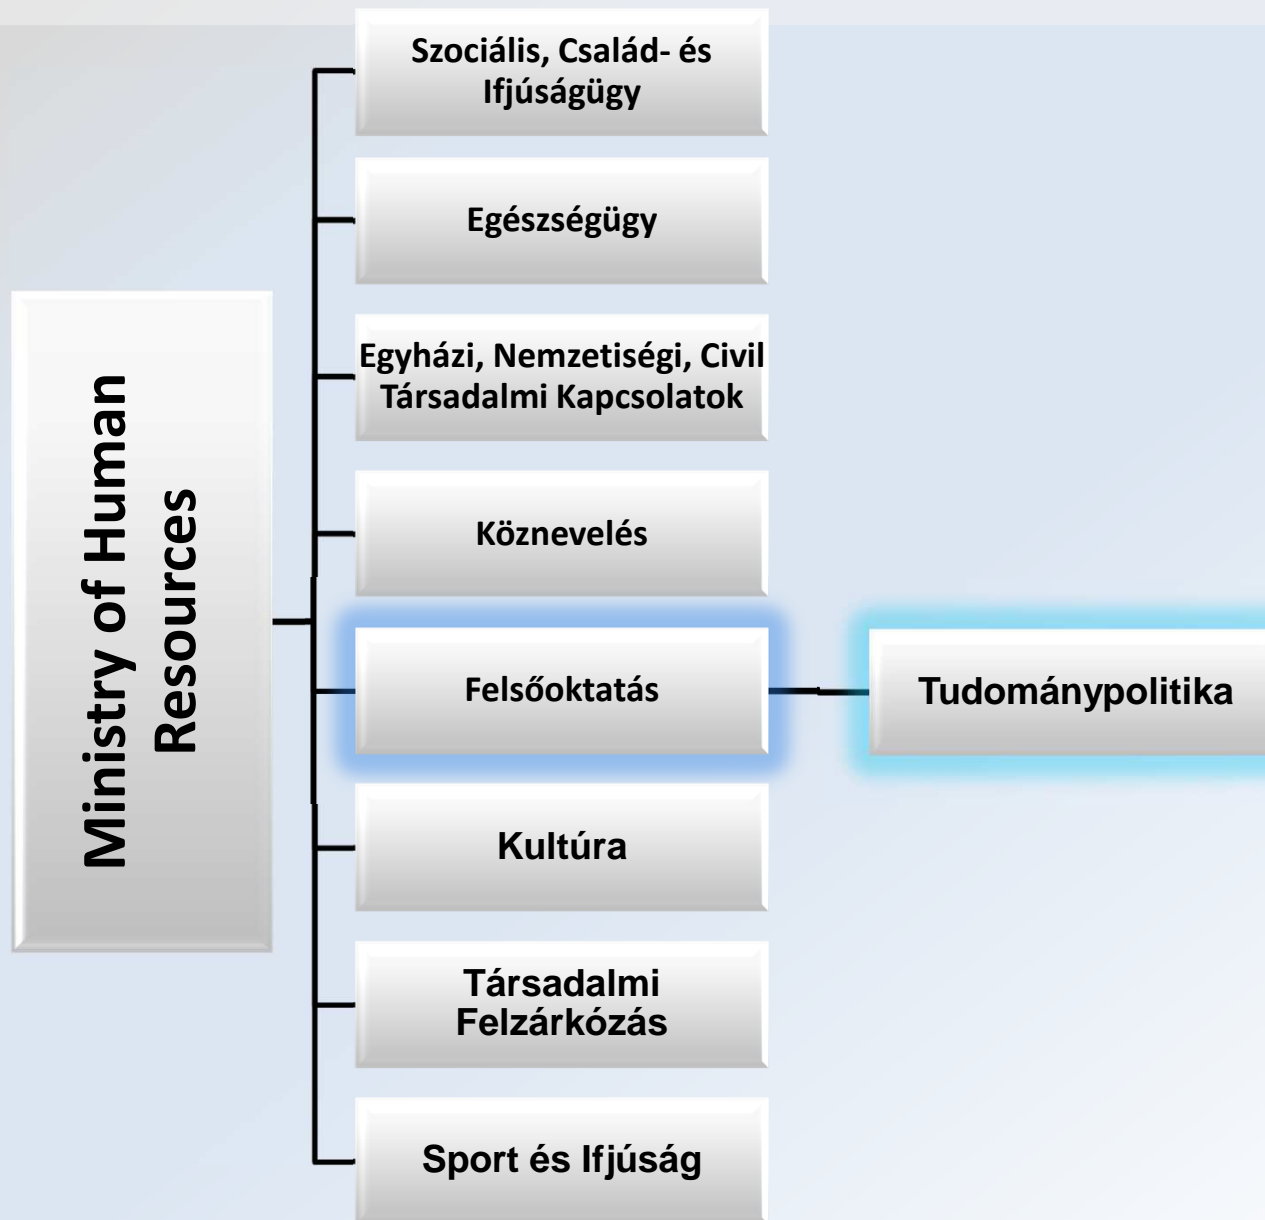 Ministry of Human
Resources
Szociális, Család- és
Ifjúságügy
Egészségügy
Egyházi, Nemzetiségi, Civil
Társadalmi Kapcsolatok
Köznevelés
Felsőoktatás
Tudománypolitika
Kultúra
Társadalmi
Felzárkózás
Sport és Ifjúság